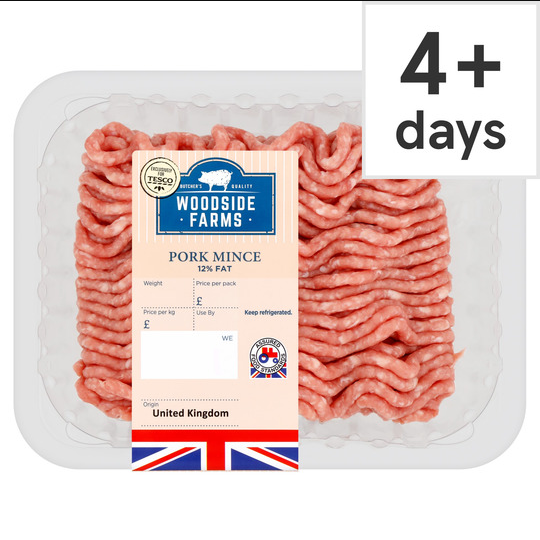 4+
days
EXCLUSIVELY
FOR
TESCO
BUTCHER'S QUALITY
WOODSIDE
FARMS
PORK MINCE
12% FAT
Weight
Price per pack
£
Price per kg
Use By
Keep refrigerated.
£
WE
ASSURED
FOOD STANDARDS
Origin
United Kingdom